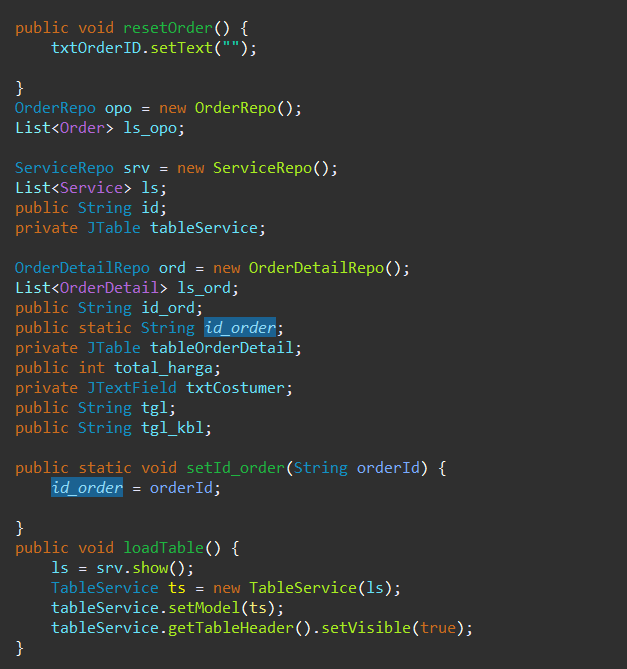 public void resetOrder() {
    txtOrderID.setText("");
}
OrderRepo opo = new OrderRepo();
List<Order> ls_opo;
ServiceRepo srv = new ServiceRepo();
List<Service> ls;
public String id;
private JTable tableService;
OrderDetailRepo ord = new OrderDetailRepo();
List<OrderDetail> ls_ord;
public String id_ord;
public static String id_order;
private JTable tableOrderDetail;
public int total_harga;
private JTextField txtCostumer;
public String tgl;
public String tgl_kbl;
public static void setId_order(String orderId) {
    id_order = orderId;
}
public void loadTable() {
    ls = srv.show();
    TableService ts = new TableService(ls);
    tableService.setModel(ts);
    tableService.getTableHeader().setVisible(true);
}